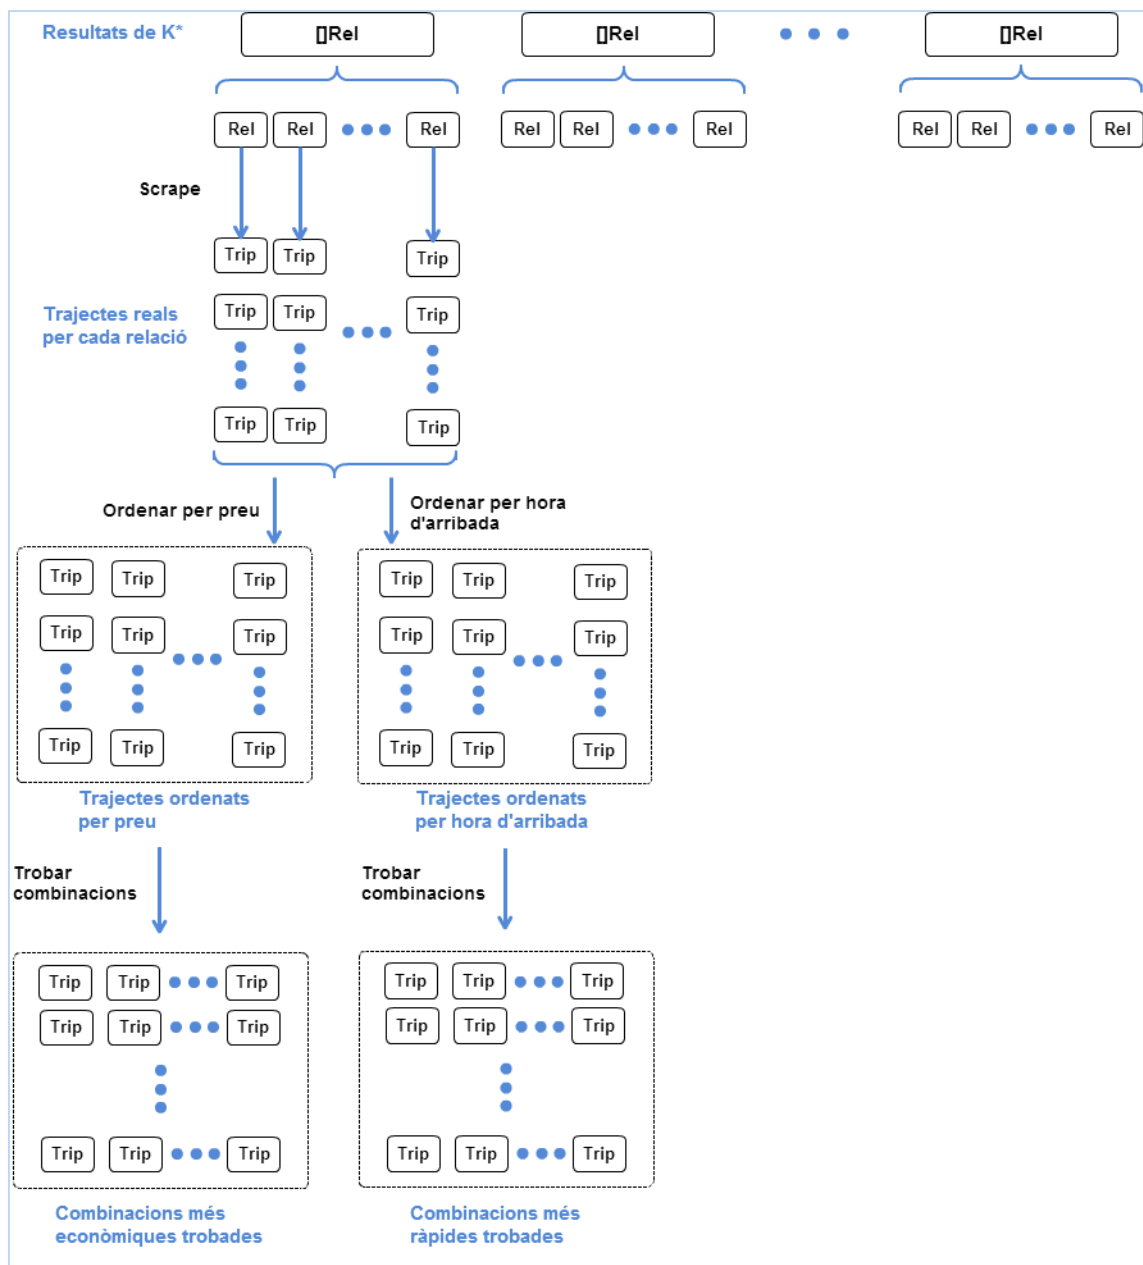 Resultats de K*
[]Rel
[]Rel
[]Rel
Rel Rel Rel
Rel Rel Rel
Rel Rel Rel
Scrape
Trip Trip Trip
Trajectes reals
per cada relació
Trip Trip Trip
Trip Trip Trip
Ordenar per preu
Ordenar per hora
d'arribada
Trip Trip Trip
Trip Trip Trip
Trip Trip Trip
Trip Trip Trip
Trip Trip Trip
Trip Trip Trip
Trajectes ordenats
per preu
Trajectes ordenats
per hora d'arribada
Trobar
combinacions
Trobar
combinacions
Trip Trip Trip
Trip Trip Trip
Trip Trip Trip
Trip Trip Trip
Trip Trip Trip
Trip Trip Trip
Combinacions més
econòmiques trobades
Combinacions més
ràpides trobades